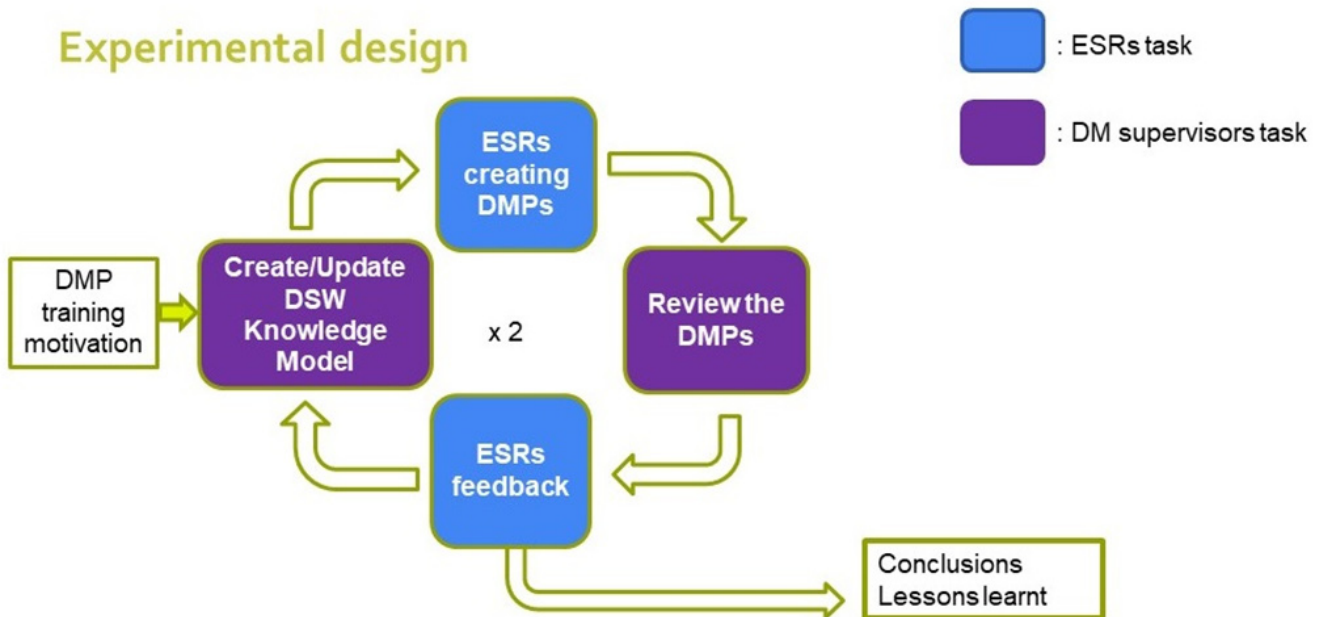 Experimental design
: ESRs task
: DM supervisors task
ESRs
creating
DMPs
DMP
training
motivation
Create/Update
DSW
Knowledge
Model
x 2
Review the
DMPs
ESRs
feedback
Conclusions
Lessons learnt